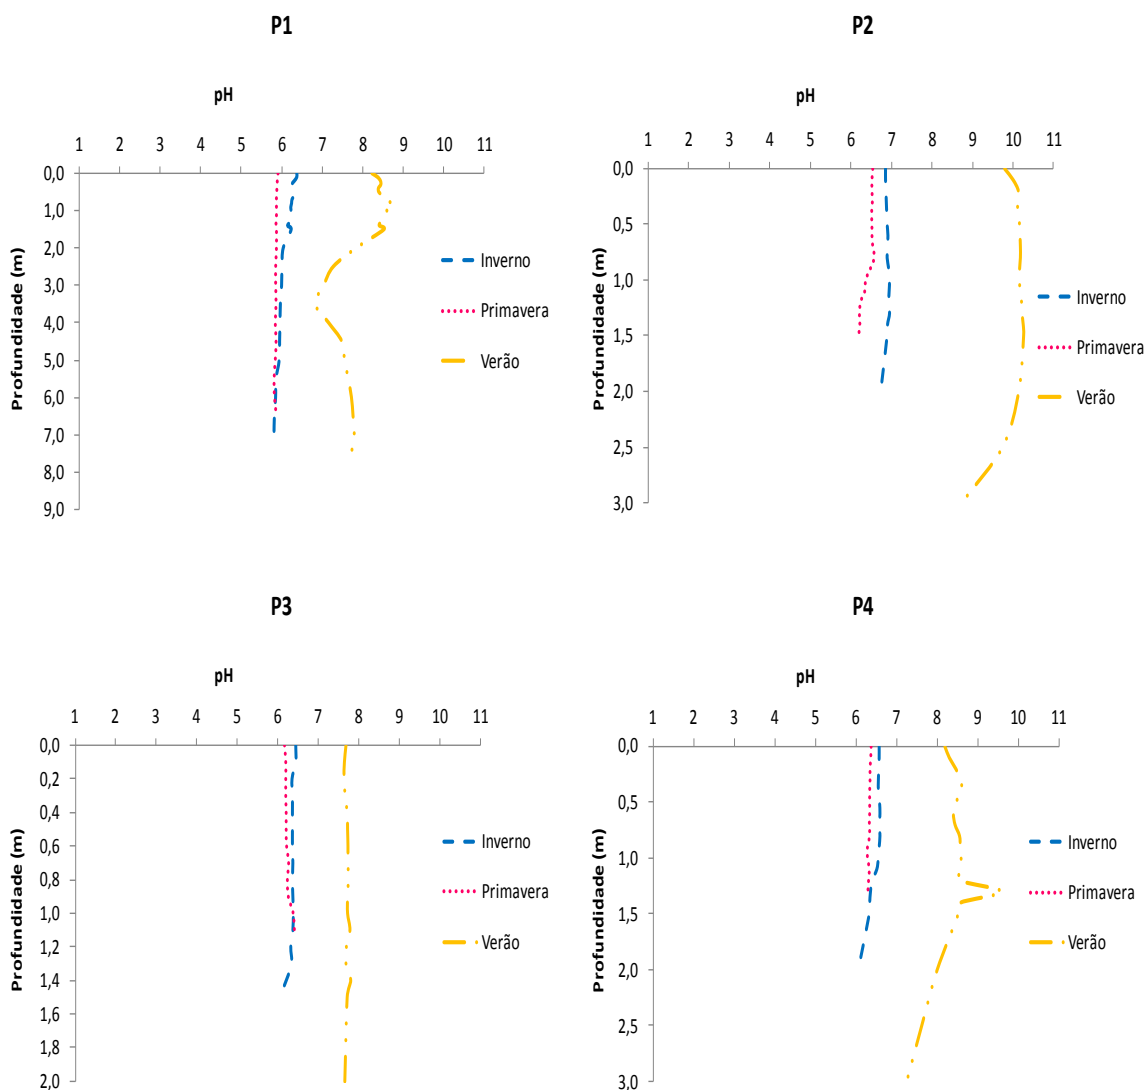 P1
pH
1 2 3 4 5 6 7 8 9 10 11
0,0
1,0
2,0
3,0
4,0
5,0
6,0
7,0
8,0
9,0
Profundidade (m)
Inverno
Primavera
Verão
P2
pH
1 2 3 4 5 6 7 8 9 10 11
0,0
0,5
1,0
1,5
2,0
2,5
3,0
Profundidade (m)
Inverno
Primavera
Verão
P3
pH
1 2 3 4 5 6 7 8 9 10 11
0,0
0,2
0,4
0,6
0,8
1,0
1,2
1,4
1,6
1,8
2,0
Profundidade (m)
Inverno
Primavera
Verão
P4
pH
1 2 3 4 5 6 7 8 9 10 11
0,0
0,5
1,0
1,5
2,0
2,5
3,0
Profundidade (m)
Inverno
Primavera
Verão